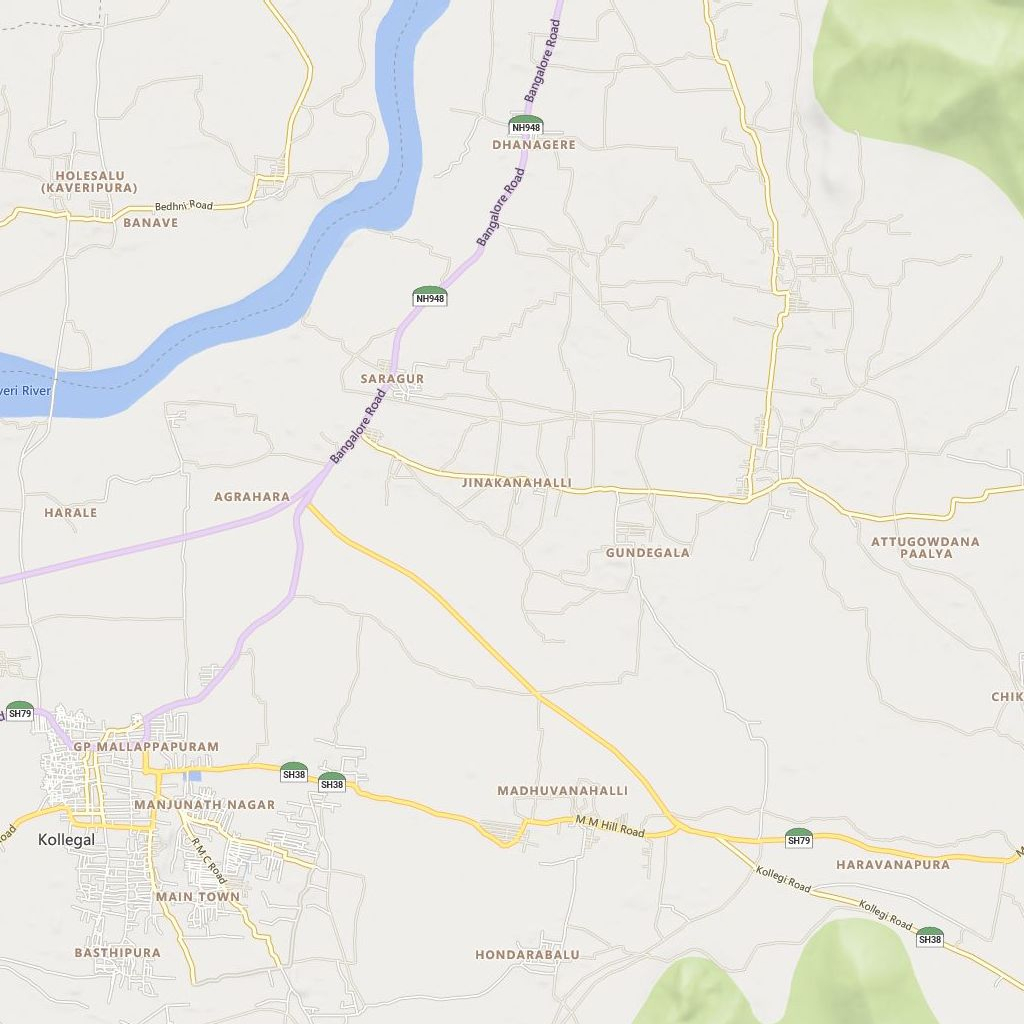 Bangalore Road
NH948
DHANAGERE
HOLESALU
(KAVERIPURA)
Bedhni Road
BANAVE
Bangalore Road
NH948
SARAGUR
veri River
Bangalore Road
JINAKANAHALLI
AGRAHARA
HARALE
GUNDEGALA
ATTUGOWDANA
PAALYA
CHIK
d
SH79
GP MALLAPPAPURAM
SH38
SH38
MADHUVANAHALLI
MANJUNATH NAGAR
M M Hill Road
oad
Kollegal
SH79
M
R M C Road
HARAVANAPURA
Kollegi Road
MAIN TOWN
Kollegi Road
SH38
BASTHIPURA
HONDARABALU